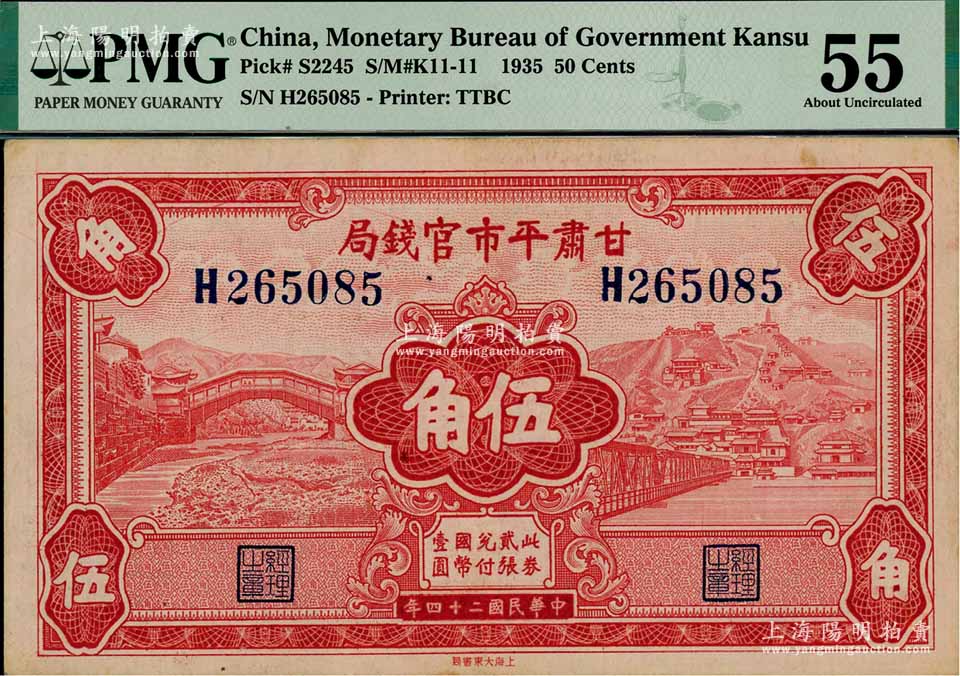 PMG®
PAPER MONEY GUARANTY
China, Monetary Bureau of Government Kansu
Pick# S2245 S/M#K11-11 1935 50 Cents
S/N H265085 - Printer: TTBC
55
About Uncirculated
上海陽明拍賣
www.yangmingauction.com
甘肅平市官錢局
伍
角
H265085
H265085
上海陽明拍賣
www.yangmingauction.com
伍角
此券
貳張
兌付
國幣
壹圓
角
伍
經理之章
經理之章
中華民國二十四年
上海大東書局
上海陽明拍賣
www.yangmingauction.com